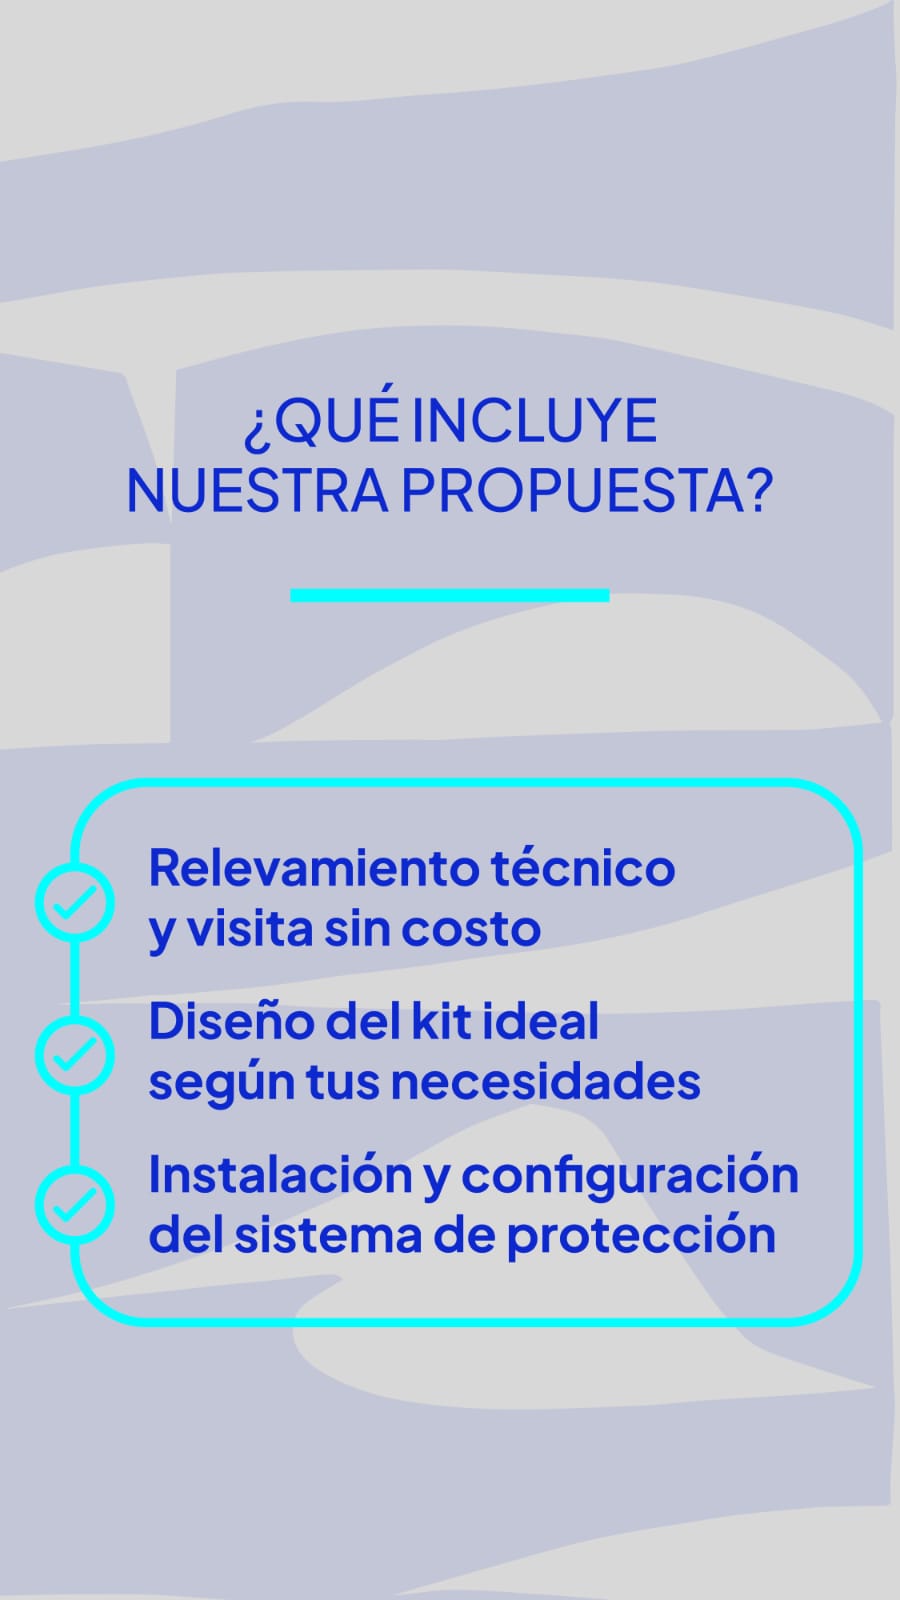 ¿QUÉ INCLUYE
NUESTRA PROPUESTA?
Relevamiento técnico
y visita sin costo
Diseño del kit ideal
según tus necesidades
Instalación y configuración
del sistema de protección